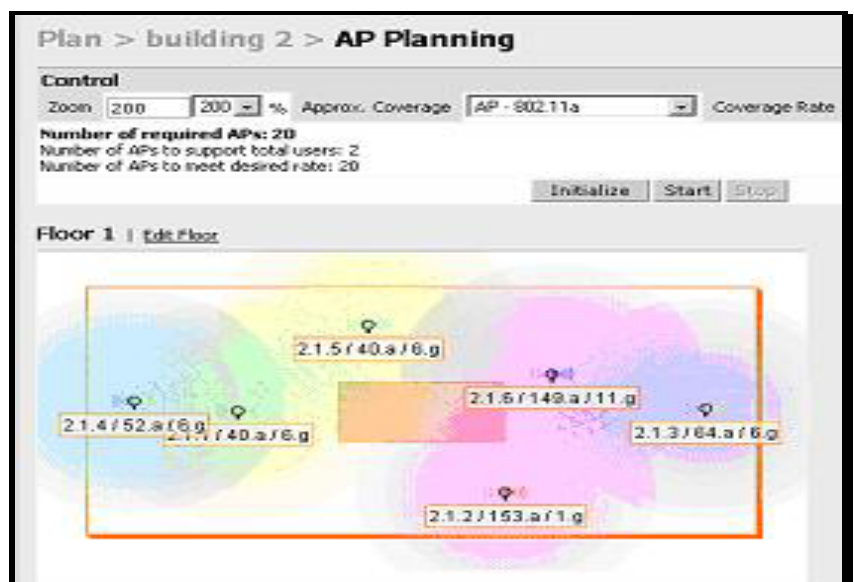 Plan > building 2 > AP Planning
Control
Zoom 200 200 % Approx. Coverage AP - 802.11a Coverage Rate
Number of required APs: 20
Number of APs to support total users: 2
Number of APs to meet desired rate: 20
Initialize Start Stop
Floor 1 | Edit Floor
2.1.5 / 40.a / 6.g
2.1.6 / 149.a / 11.g
2.1.4 / 52.a / 6.g
/ 40.a / 6.g
2.1.3 / 64.a / 6.g
2.1.2 / 153.a / 1.g